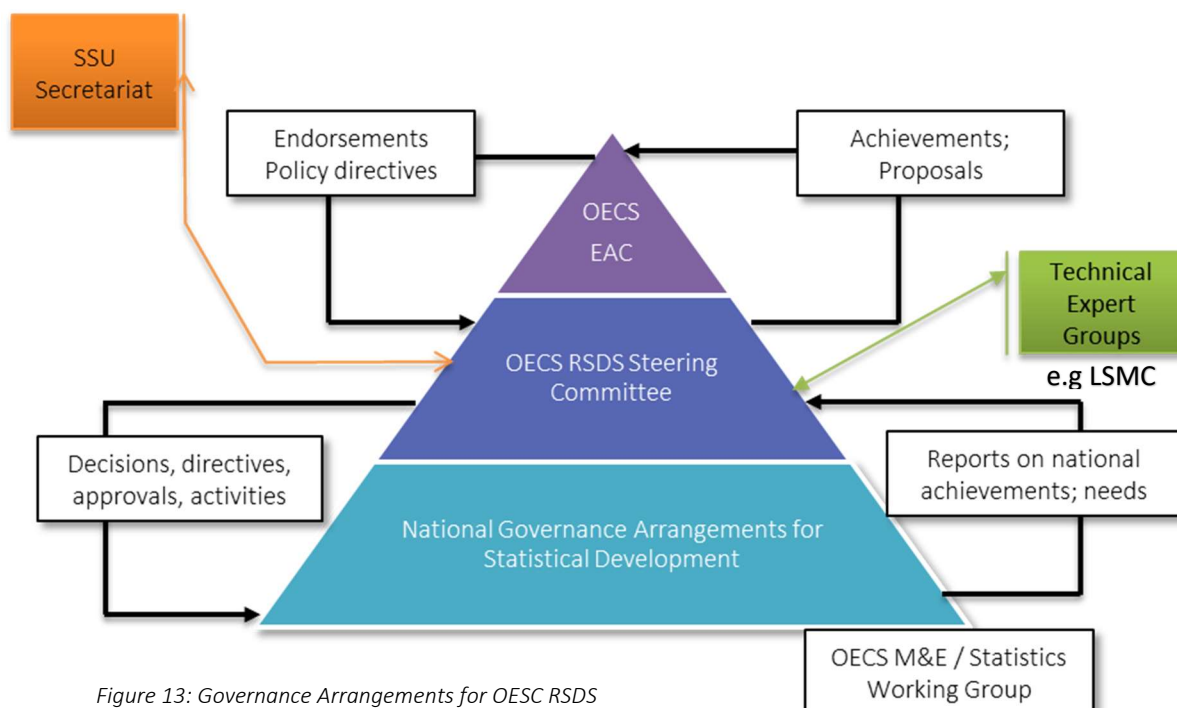 SSU
Secretariat
Endorsements
Policy directives
Achievements;
Proposals
OECS
EAC
Technical
Expert
Groups
e.g LSMC
OECS RSDS Steering
Committee
Decisions, directives,
approvals, activities
Reports on national
achievements; needs
National Governance Arrangements for
Statistical Development
OECS M&E / Statistics
Working Group
Figure 13: Governance Arrangements for OESC RSDS